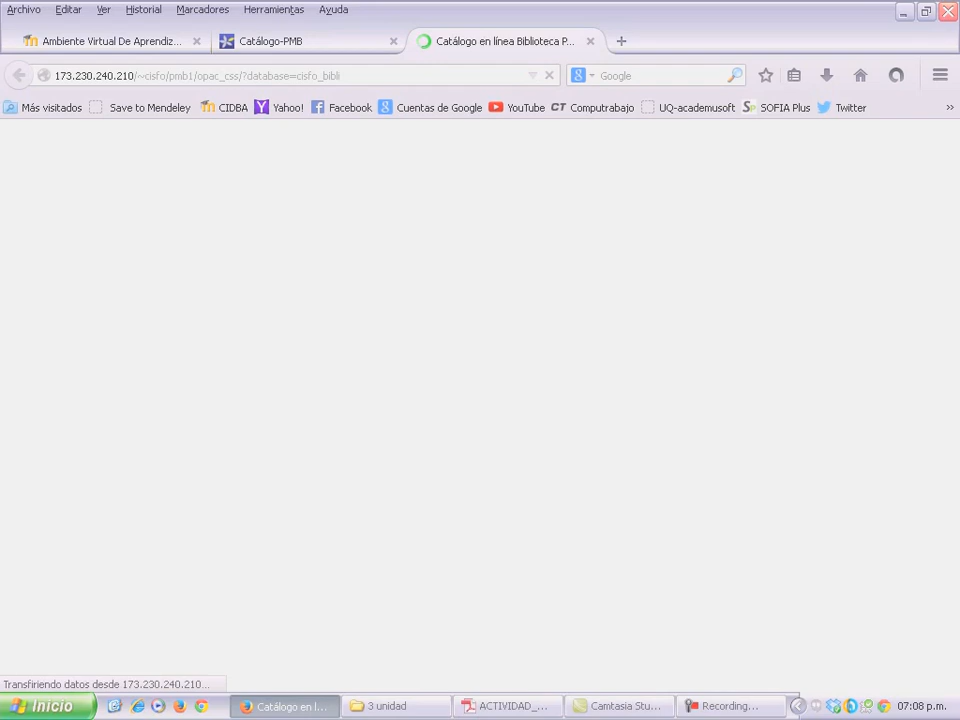 Archivo Editar Ver Historial Marcadores Herramientas Ayuda
Ambiente Virtual De Aprendiz... Catálogo-PMB Catálogo en línea Biblioteca P...
173.230.240.210/~cisfo/pmb1/opac_css/?database=cisfo_bibli Google
Más visitados Save to Mendeley CIDBA Yahoo! Facebook Cuentas de Google YouTube CT Computrabajo UQ-academusoft SOFIA Plus Twitter
Transfiriendo datos desde 173.230.240.210...
Inicio Catálogo en l... 3 unidad ACTIVIDAD_... Camtasia Stu... Recording... 07:08 p.m.